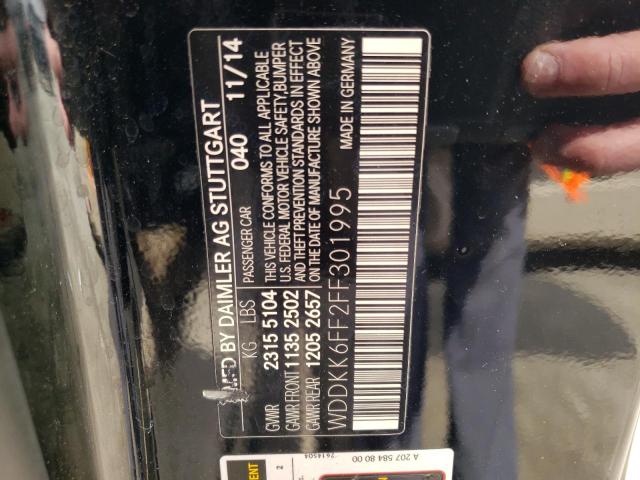 MFD BY DAIMLER AG STUTTGART
040 11/14
KG LBS PASSENGER CAR
GVWR 2315 5104
GAWR FRONT 1135 2502
GAWR REAR 1205 2657
THIS VEHICLE CONFORMS TO ALL APPLICABLE
U.S. FEDERAL MOTOR VEHICLE SAFETY,BUMPER
AND THEFT PREVENTION STANDARDS IN EFFECT
ON THE DATE OF MANUFACTURE SHOWN ABOVE
MADE IN GERMANY
WDDKK6FF2FF301995
A 207 584 80 00
2